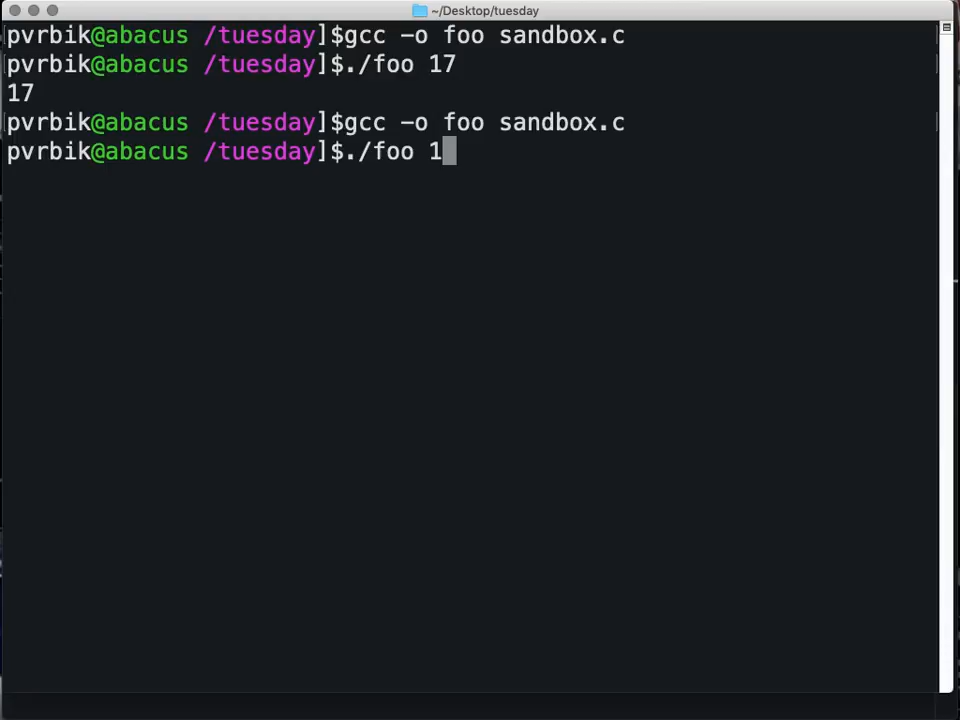 ~/Desktop/tuesday
pvrbik@abacus /tuesday]$gcc -o foo sandbox.c
pvrbik@abacus /tuesday]$./foo 17
17
pvrbik@abacus /tuesday]$gcc -o foo sandbox.c
pvrbik@abacus /tuesday]$./foo 1